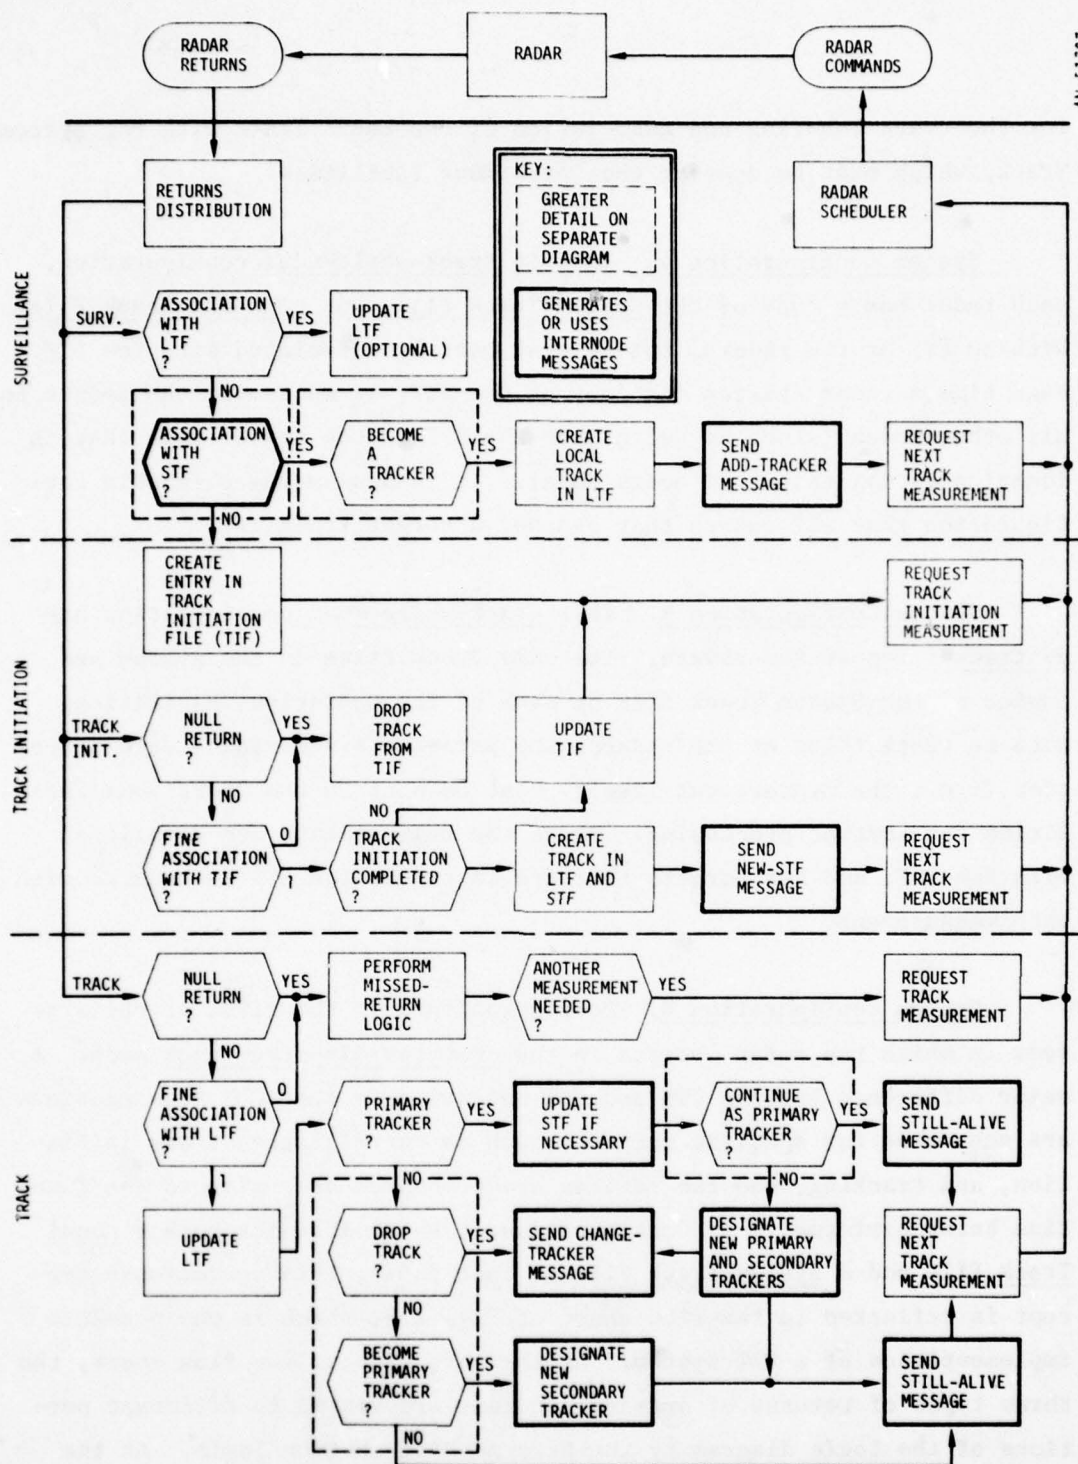 RADAR
RETURNS
RADAR
RADAR
COMMANDS
RETURNS
DISTRIBUTION
KEY:
GREATER
DETAIL ON
SEPARATE
DIAGRAM
GENERATES
OR USES
INTERNODE
MESSAGES
RADAR
SCHEDULER
SURVEILLANCE
SURV.
ASSOCIATION
WITH
LTF
?
YES
UPDATE
LTF
(OPTIONAL)
NO
ASSOCIATION
WITH
STF
?
YES
BECOME
A
TRACKER
?
YES
CREATE
LOCAL
TRACK
IN LTF
SEND
ADD-TRACKER
MESSAGE
REQUEST
NEXT
TRACK
MEASUREMENT
NO
TRACK INITIATION
CREATE
ENTRY IN
TRACK
INITIATION
FILE (TIF)
REQUEST
TRACK
INITIATION
MEASUREMENT
TRACK
INIT.
NULL
RETURN
?
YES
DROP
TRACK
FROM
TIF
UPDATE
TIF
NO
NO
FINE
ASSOCIATION
WITH TIF
?
0
1
TRACK
INITIATION
COMPLETED
?
CREATE
TRACK IN
LTF AND
STF
SEND
NEW-STF
MESSAGE
REQUEST
NEXT
TRACK
MEASUREMENT
TRACK
TRACK
NULL
RETURN
?
YES
PERFORM
MISSED-
RETURN
LOGIC
ANOTHER
MEASUREMENT
NEEDED
?
YES
REQUEST
TRACK
MEASUREMENT
NO
FINE
ASSOCIATION
WITH LTF
?
0
1
PRIMARY
TRACKER
?
YES
UPDATE
STF IF
NECESSARY
CONTINUE
AS PRIMARY
TRACKER
?
YES
SEND
STILL-ALIVE
MESSAGE
NO
NO
UPDATE
LTF
DROP
TRACK
?
YES
SEND CHANGE-
TRACKER
MESSAGE
DESIGNATE
NEW PRIMARY
AND SECONDARY
TRACKERS
REQUEST
NEXT
TRACK
MEASUREMENT
NO
BECOME
PRIMARY
TRACKER
?
YES
DESIGNATE
NEW
SECONDARY
TRACKER
SEND
STILL-ALIVE
MESSAGE
NO